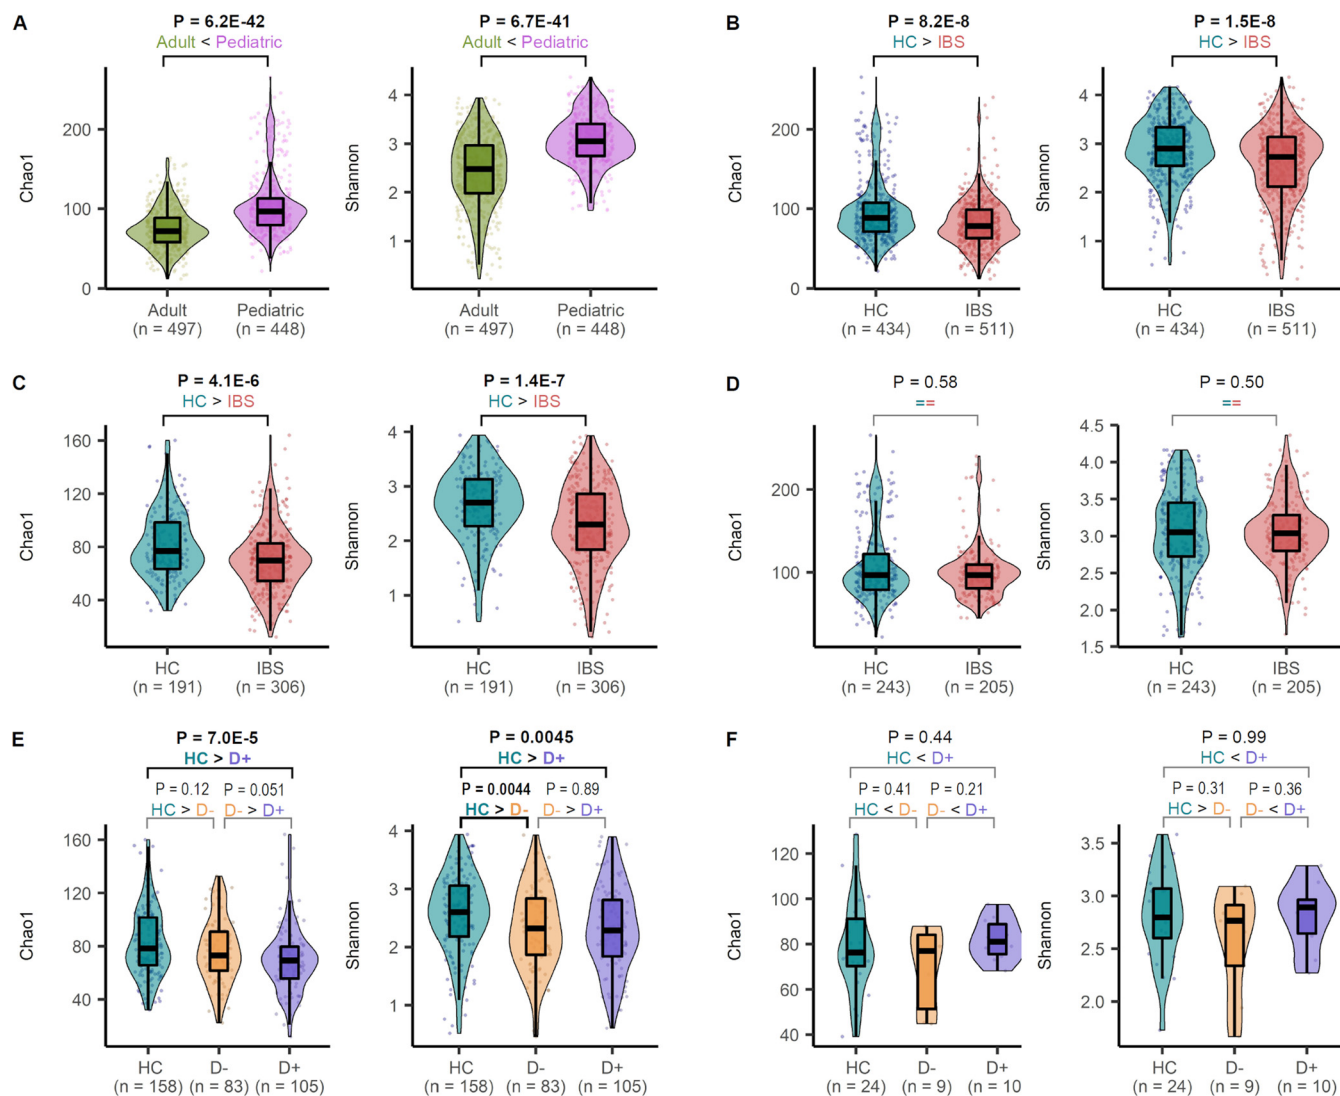 A
P = 6.2E-42
Adult < Pediatric
Chao1
200
100
0
Adult
(n = 497)
Pediatric
(n = 448)
P = 6.7E-41
Adult < Pediatric
Shannon
4
3
2
1
Adult
(n = 497)
Pediatric
(n = 448)
B
P = 8.2E-8
HC > IBS
Chao1
200
100
0
HC
(n = 434)
IBS
(n = 511)
P = 1.5E-8
HC > IBS
Shannon
4
3
2
1
HC
(n = 434)
IBS
(n = 511)
C
P = 4.1E-6
HC > IBS
Chao1
160
120
80
40
HC
(n = 191)
IBS
(n = 306)
P = 1.4E-7
HC > IBS
Shannon
4
3
2
1
HC
(n = 191)
IBS
(n = 306)
D
P = 0.58
==
Chao1
200
100
HC
(n = 243)
IBS
(n = 205)
P = 0.50
==
Shannon
4.5
4.0
3.5
3.0
2.5
2.0
1.5
HC
(n = 243)
IBS
(n = 205)
E
P = 7.0E-5
HC > D+
P = 0.12
HC > D-
P = 0.051
D- > D+
Chao1
160
120
80
40
HC
(n = 158)
D-
(n = 83)
D+
(n = 105)
P = 0.0045
HC > D+
P = 0.0044
HC > D-
P = 0.89
D- > D+
Shannon
4
3
2
1
HC
(n = 158)
D-
(n = 83)
D+
(n = 105)
F
P = 0.44
HC < D+
P = 0.41
HC < D-
P = 0.21
D- < D+
Chao1
120
100
80
60
40
HC
(n = 24)
D-
(n = 9)
D+
(n = 10
P = 0.99
HC < D+
P = 0.31
HC > D-
P = 0.36
D- < D+
Shannon
3.5
3.0
2.5
2.0
HC
(n = 24)
D-
(n = 9)
D+
(n = 10)